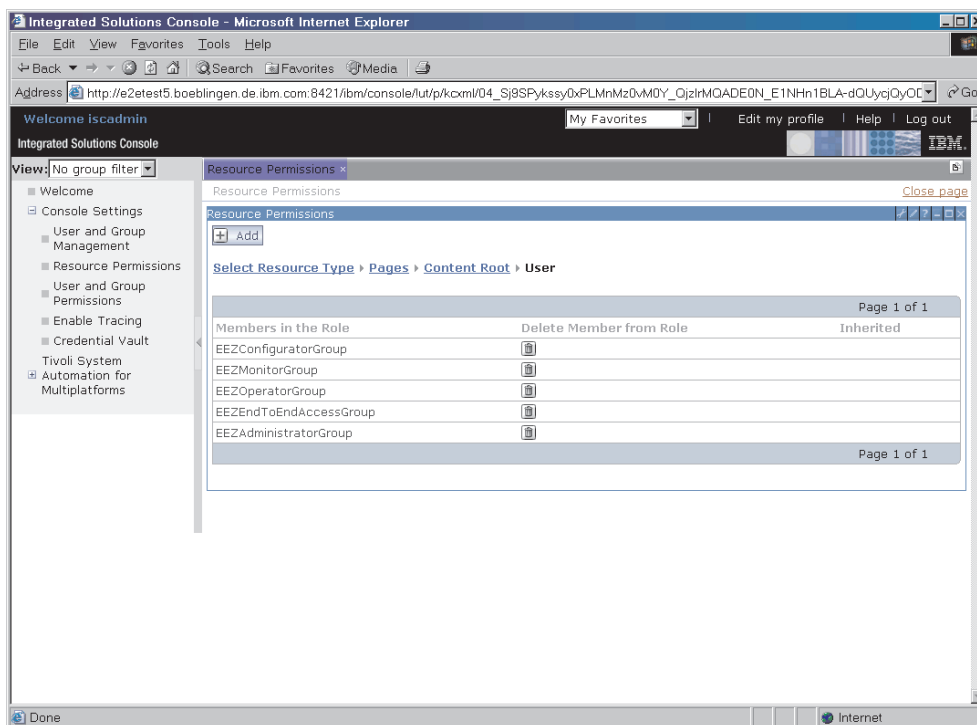 Integrated Solutions Console - Microsoft Internet Explorer
File Edit View Favorites Tools Help
Back Search Favorites Media
Address http://e2etest5.boeblingen.de.ibm.com:8421/ibm/console/lut/p/kcxml/04_Sj9SPykssy0xPLMnMz0vM0Y_QjzIrMQADE0N_E1NHn1BLA-dQUycjQyOD Go
Welcome iscadmin My Favorites Edit my profile Help Log out
Integrated Solutions Console IBM.
View: No group filter Resource Permissions ×
Welcome
Console Settings
User and Group
Management
Resource Permissions
User and Group
Permissions
Enable Tracing
Credential Vault
Tivoli System
Automation for
Multiplatforms
Resource Permissions Close page
Resource Permissions ?
Add
Select Resource Type Pages Content Root User
Page 1 of 1
Members in the Role Delete Member from Role Inherited
EEZConfiguratorGroup
EEZMonitorGroup
EEZOperatorGroup
EEZEndToEndAccessGroup
EEZAdministratorGroup
Page 1 of 1
Done Internet